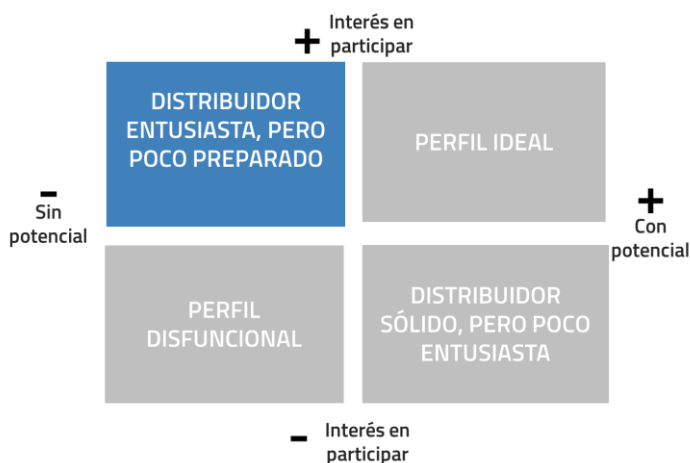 + Interés en
participar
DISTRIBUIDOR
ENTUSIASTA, PERO
POCO PREPARADO
PERFIL IDEAL
-
Sin
potencial
+
Con
potencial
PERFIL
DISFUNCIONAL
DISTRIBUIDOR
SÓLIDO, PERO POCO
ENTUSIASTA
- Interés en
participar